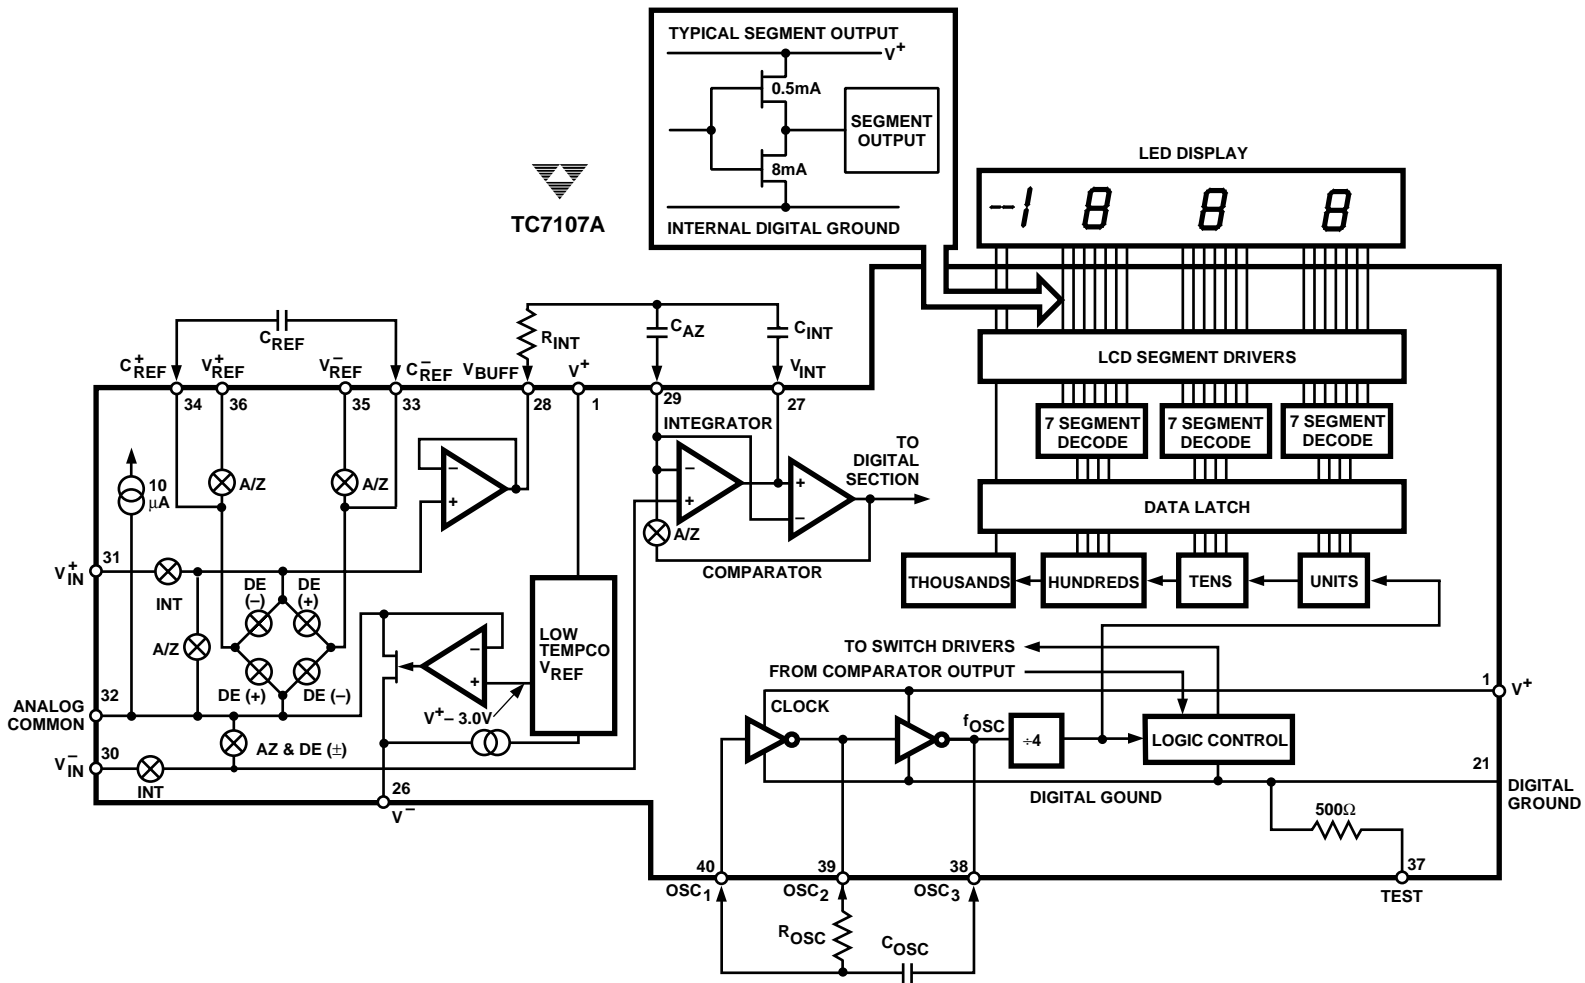 TYPICAL SEGMENT OUTPUT
V+
0.5mA
SEGMENT
OUTPUT
8mA
INTERNAL DIGITAL GROUND
TC7107A
LED DISPLAY
--1 8 8 8
LCD SEGMENT DRIVERS
7 SEGMENT
DECODE
7 SEGMENT
DECODE
7 SEGMENT
DECODE
DATA LATCH
THOUSANDS
HUNDREDS
TENS
UNITS
CREF
RINT
CAZ
CINT
C+REF
V+REF
V−REF
C−REF
VBUFF
V+
VINT
34
36
35
33
28
1
29
27
INTEGRATOR
TO
DIGITAL
SECTION
10
µA
A/Z
A/Z
A/Z
COMPARATOR
31
V+IN
INT
DE
(–)
DE
(+)
A/Z
DE (+)
DE (–)
LOW
TEMPCO
VREF
V+ – 3.0V
32
ANALOG
COMMON
AZ & DE (±)
30
V−IN
INT
26
V−
TO SWITCH DRIVERS
FROM COMPARATOR OUTPUT
1
V+
CLOCK
fOSC
÷4
LOGIC CONTROL
21
DIGITAL GOUND
DIGITAL
GROUND
500Ω
40
39
38
37
OSC1
OSC2
OSC3
TEST
ROSC
COSC